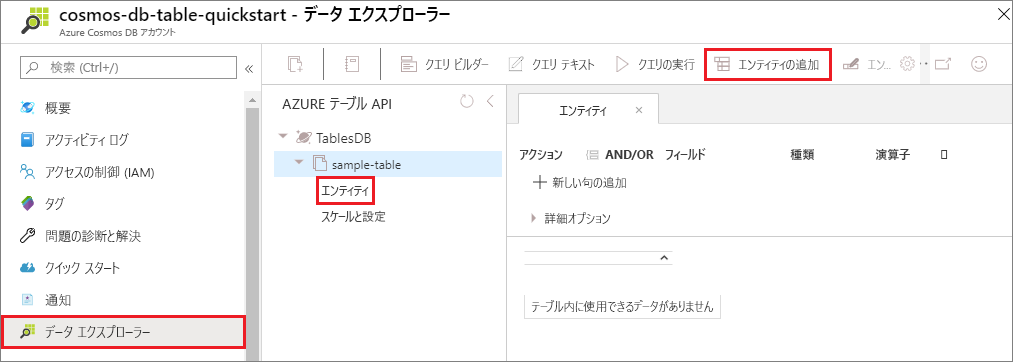 cosmos-db-table-quickstart - データ エクスプローラー
Azure Cosmos DB アカウント
検索 (Ctrl+/)
概要
アクティビティ ログ
アクセスの制御 (IAM)
タグ
問題の診断と解決
クイック スタート
通知
データ エクスプローラー
クエリ ビルダー クエリ テキスト クエリの実行 エンティティの追加 エン...
AZURE テーブル API
TablesDB
sample-table
エンティティ
スケールと設定
エンティティ
アクション AND/OR フィールド 種類 演算子
新しい句の追加
詳細オプション
テーブル内に使用できるデータがありません